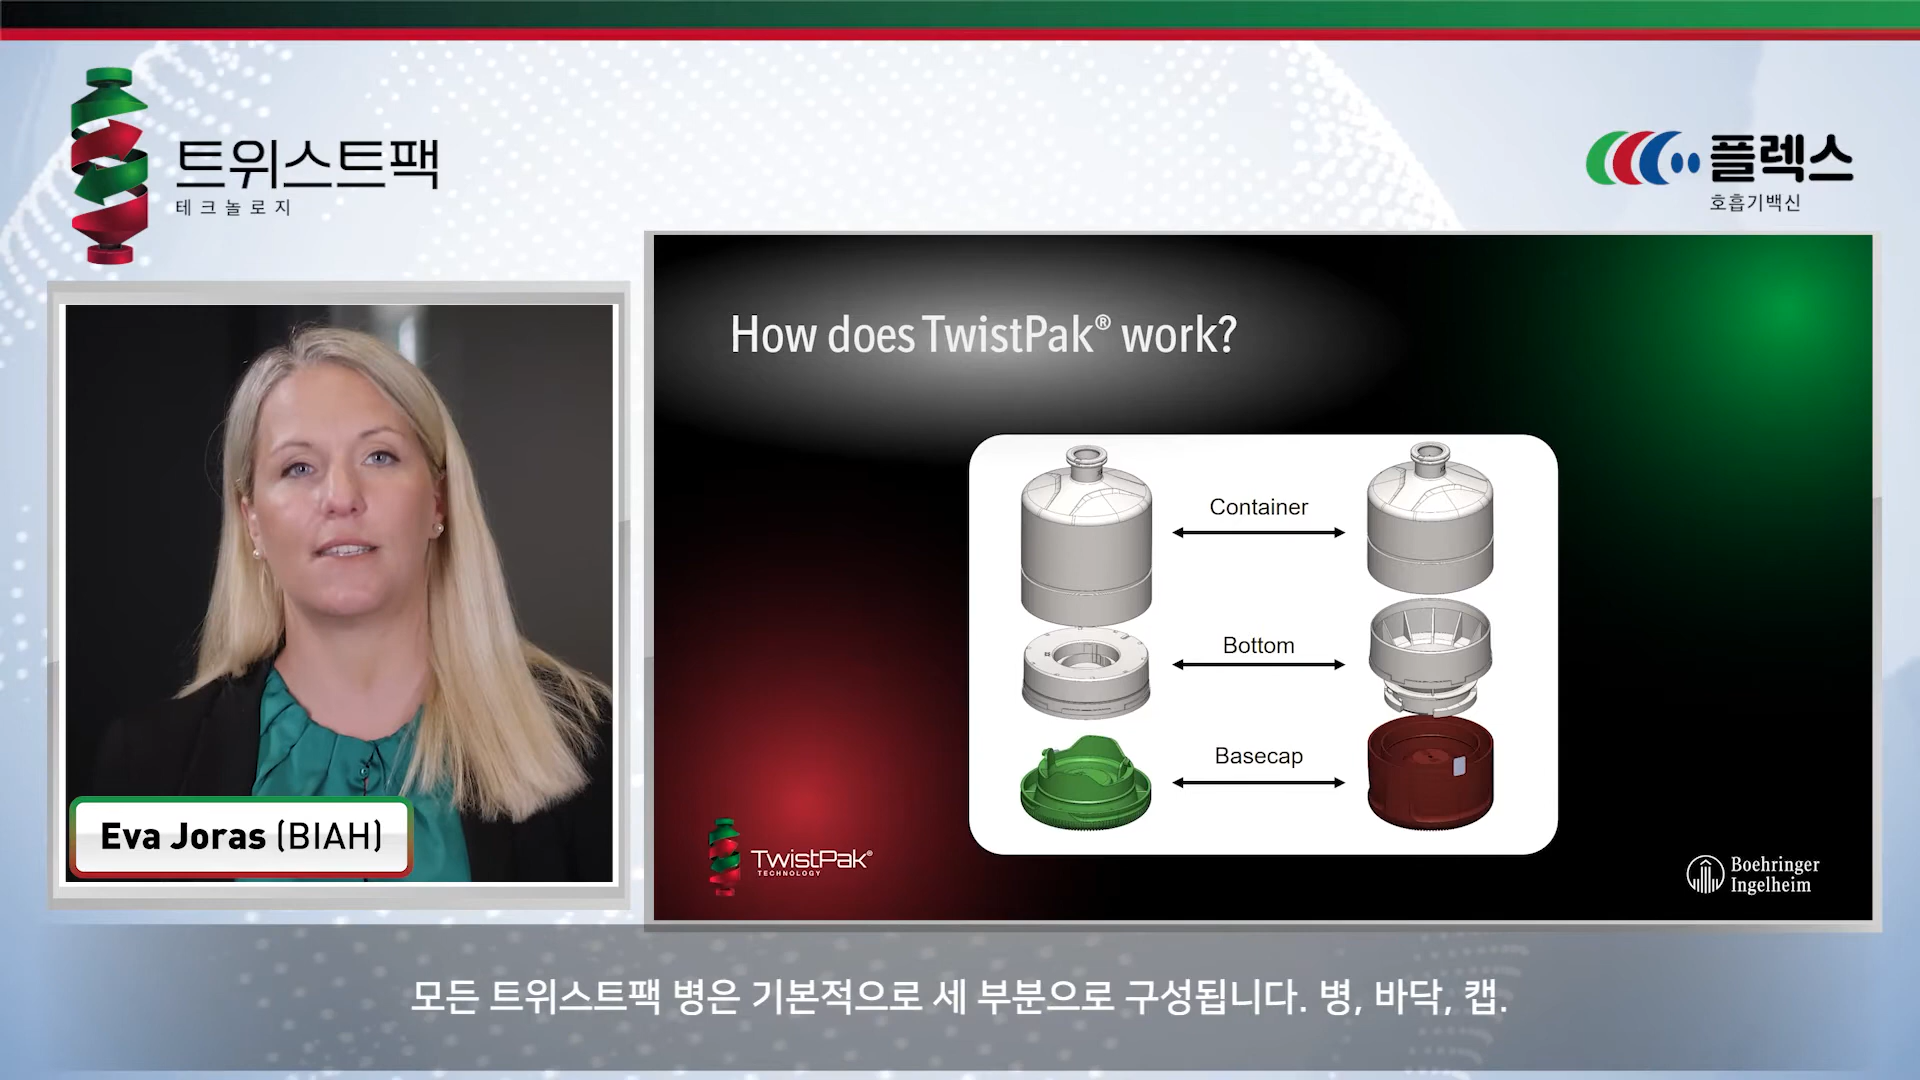 트위스트팩
테크놀로지
플렉스
호흡기백신
How does TwistPak® work?
Container
Bottom
Basecap
TwistPak®
TECHNOLOGY
Boehringer
Ingelheim
Eva Joras (BIAH)
모든 트위스트팩 병은 기본적으로 세 부분으로 구성됩니다. 병, 바닥, 캡.